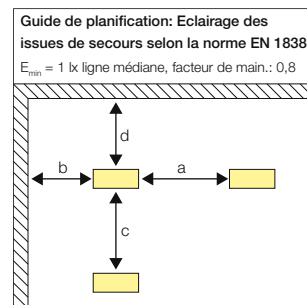 Guide de planification: Eclairage des
issues de secours selon la norme EN 1838
Emin = 1 lx ligne médiane, facteur de main.: 0,8
d
b
a
c